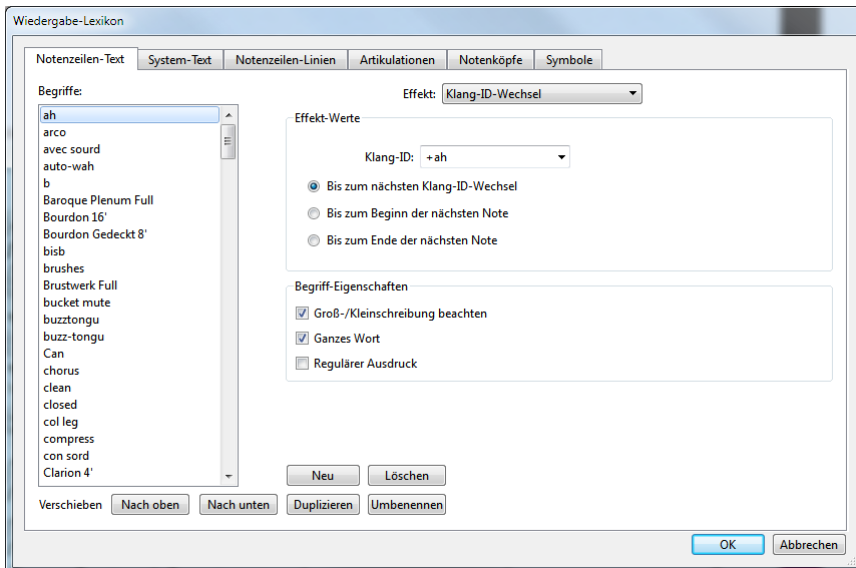 Wiedergabe-Lexikon
Notenzeilen-Text System-Text Notenzeilen-Linien Artikulationen Notenköpfe Symbole
Begriffe:
ah
arco
avec sourd
auto-wah
b
Baroque Plenum Full
Bourdon 16'
Bourdon Gedeckt 8'
bisb
brushes
Brustwerk Full
bucket mute
buzztongu
buzz-tongu
Can
chorus
clean
closed
col leg
compress
con sord
Clarion 4'
Effekt: Klang-ID-Wechsel
Effekt-Werte
Klang-ID: +ah
Bis zum nächsten Klang-ID-Wechsel
Bis zum Beginn der nächsten Note
Bis zum Ende der nächsten Note
Begriff-Eigenschaften
Groß-/Kleinschreibung beachten
Ganzes Wort
Regulärer Ausdruck
Neu Löschen
Verschieben Nach oben Nach unten Duplizieren Umbenennen
OK Abbrechen